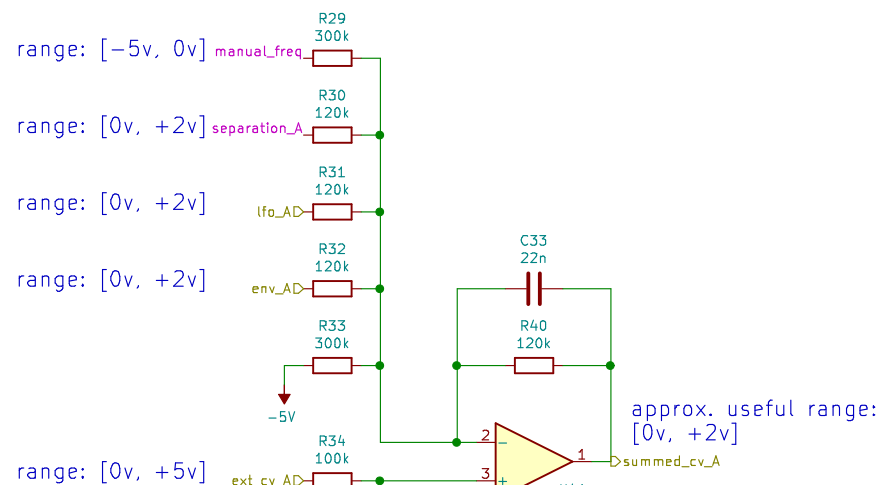 R29
300k
range: [-5v, 0v] manual_freq
R30
120k
range: [0v, +2v] separation_A
R31
120k
range: [0v, +2v]
lfo_A
C33
22n
R32
120k
range: [0v, +2v]
env_A
R33
300k
R40
120k
-5V
approx. useful range:
[0v, +2v]
R34
100k
2 -
1
summed_cv_A
range: [0v, +5v]
ext_cv_A
3 +